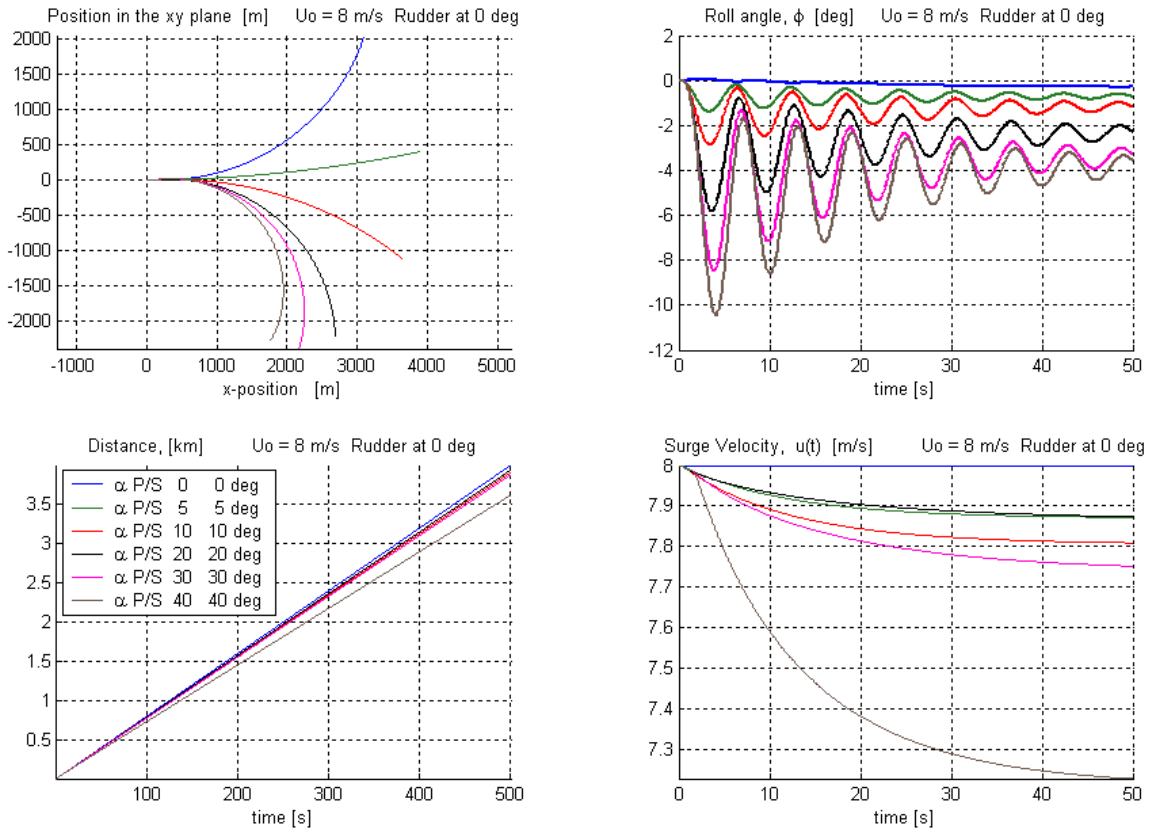 Position in the xy plane [m] Uo = 8 m/s Rudder at 0 deg
2000
1500
1000
500
0
-500
-1000
-1500
-2000
-1000 0 1000 2000 3000 4000 5000
x-position [m]
Roll angle, ϕ [deg] Uo = 8 m/s Rudder at 0 deg
2
0
-2
-4
-6
-8
-10
-12
0 10 20 30 40 50
time [s]
Distance, [km] Uo = 8 m/s Rudder at 0 deg
α P/S 0 0 deg
α P/S 5 5 deg
α P/S 10 10 deg
α P/S 20 20 deg
α P/S 30 30 deg
α P/S 40 40 deg
3.5
3
2.5
2
1.5
1
0.5
100 200 300 400 500
time [s]
Surge Velocity, u(t) [m/s] Uo = 8 m/s Rudder at 0 deg
8
7.9
7.8
7.7
7.6
7.5
7.4
7.3
0 10 20 30 40 50
time [s]